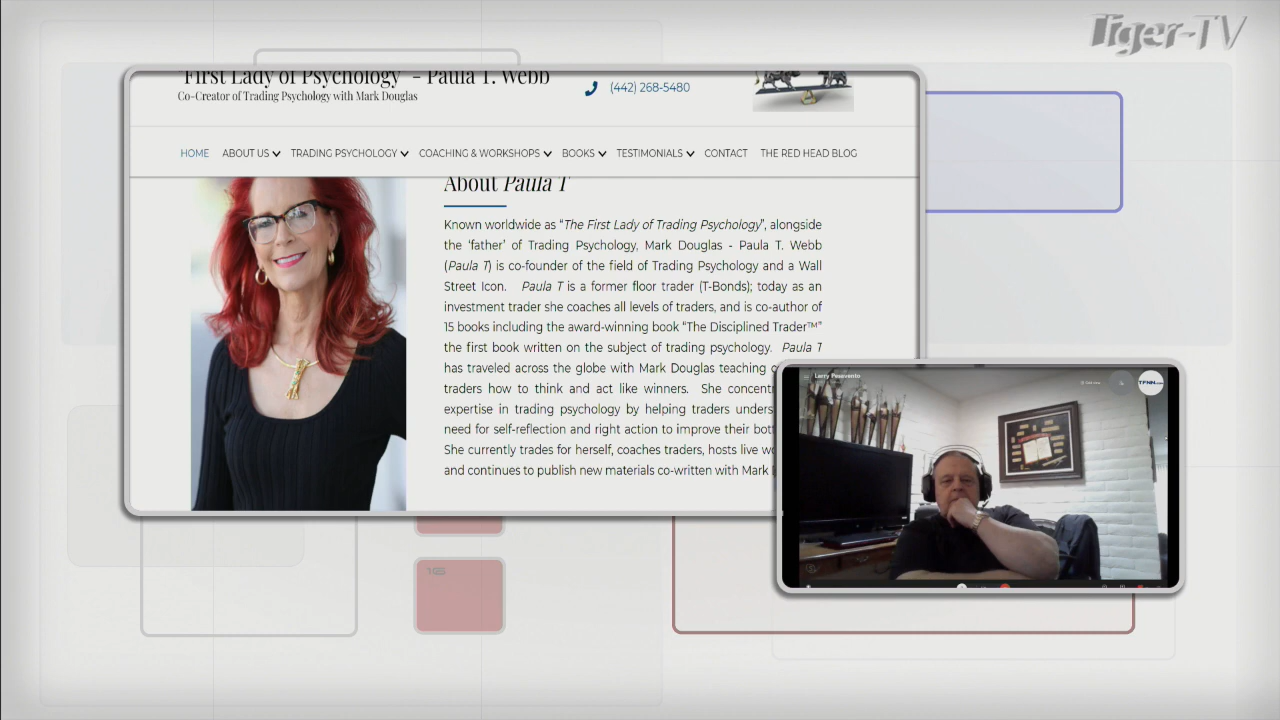 Tiger-TV
"First Lady of Psychology" - Paula T. Webb
Co-Creator of Trading Psychology with Mark Douglas
(442) 268-5480
HOME ABOUT US TRADING PSYCHOLOGY COACHING & WORKSHOPS BOOKS TESTIMONIALS CONTACT THE RED HEAD BLOG
About Paula T
Known worldwide as “The First Lady of Trading Psychology”, alongside
the ‘father’ of Trading Psychology, Mark Douglas - Paula T. Webb
(Paula T) is co-founder of the field of Trading Psychology and a Wall
Street Icon. Paula T is a former floor trader (T-Bonds); today as an
investment trader she coaches all levels of traders, and is co-author of
15 books including the award-winning book “The Disciplined Trader™”
the first book written on the subject of trading psychology. Paula T
has traveled across the globe with Mark Douglas teaching
traders how to think and act like winners. She concent
expertise in trading psychology by helping traders unders
need for self-reflection and right action to improve their bot
She currently trades for herself, coaches traders, hosts live w
and continues to publish new materials co-written with Mark
Larry Pesavento
TFNN.com